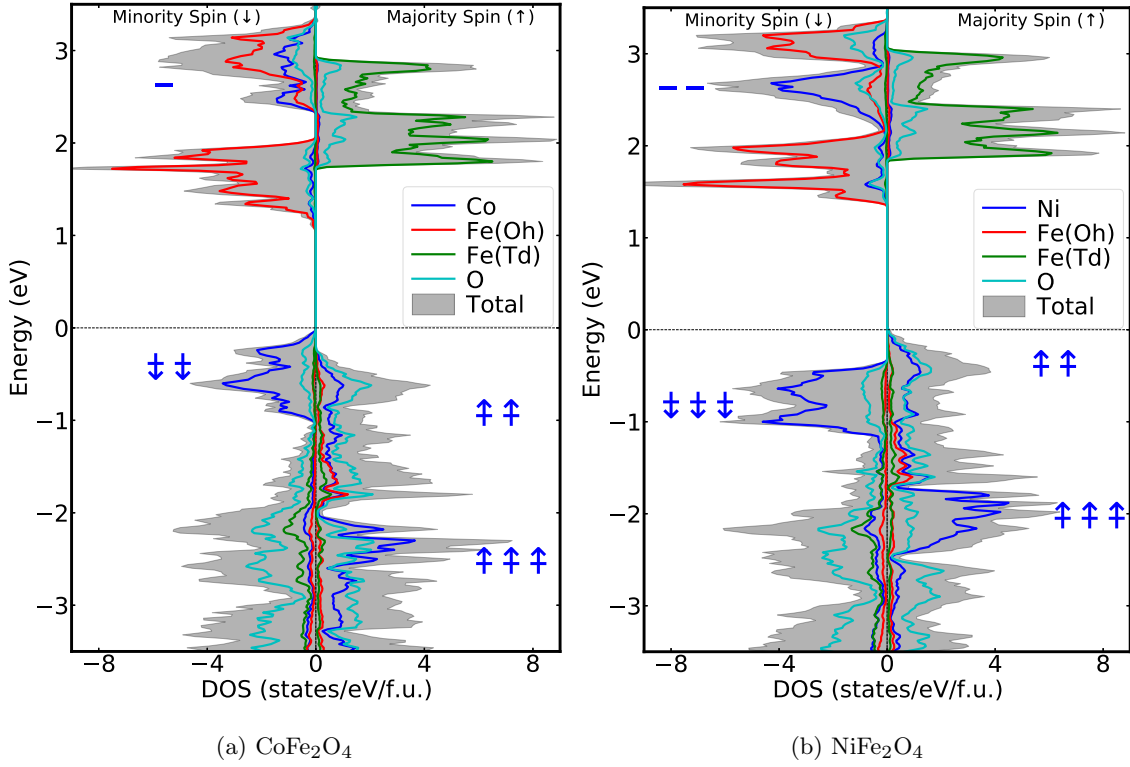 Minority Spin (↓)
Majority Spin (↑)
3
2
1
0
−1
−2
−3
Energy (eV)
Co
Fe(Oh)
Fe(Td)
O
Total
−8
−4
0
4
8
DOS (states/eV/f.u.)
(a) CoFe₂O₄
Minority Spin (↓)
Majority Spin (↑)
3
2
1
0
−1
−2
−3
Energy (eV)
Ni
Fe(Oh)
Fe(Td)
O
Total
−8
−4
0
4
8
DOS (states/eV/f.u.)
(b) NiFe₂O₄